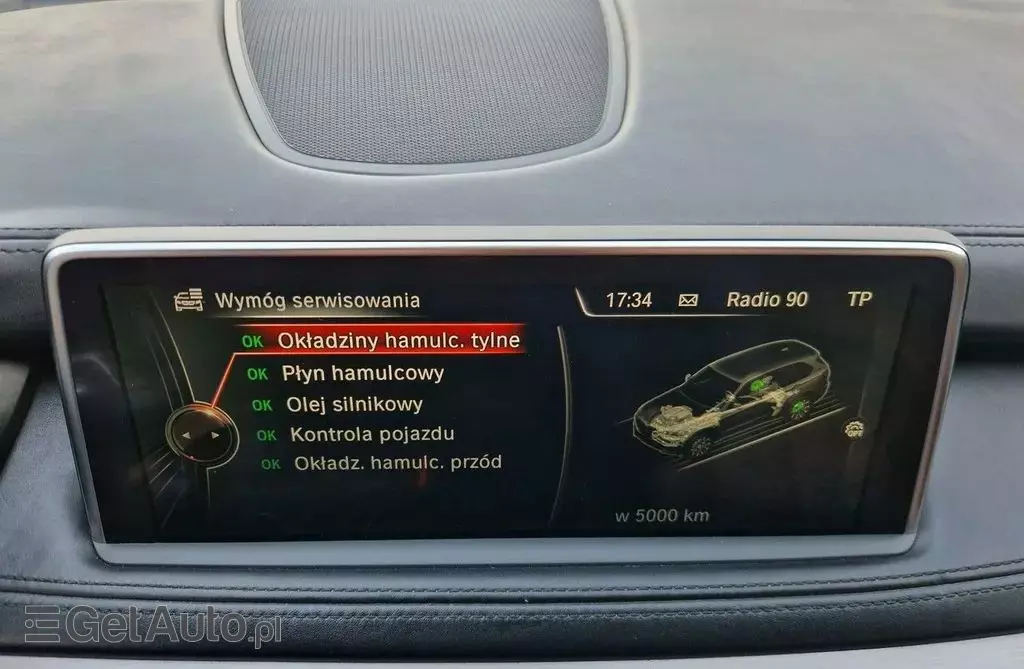 Wymóg serwisowania
17:34 Radio 90 TP
OK Okładziny hamulc. tylne
OK Płyn hamulcowy
OK Olej silnikowy
OK Kontrola pojazdu
OK Okładz. hamulc. przód
OFF
w 5000 km
GetAuto.pl